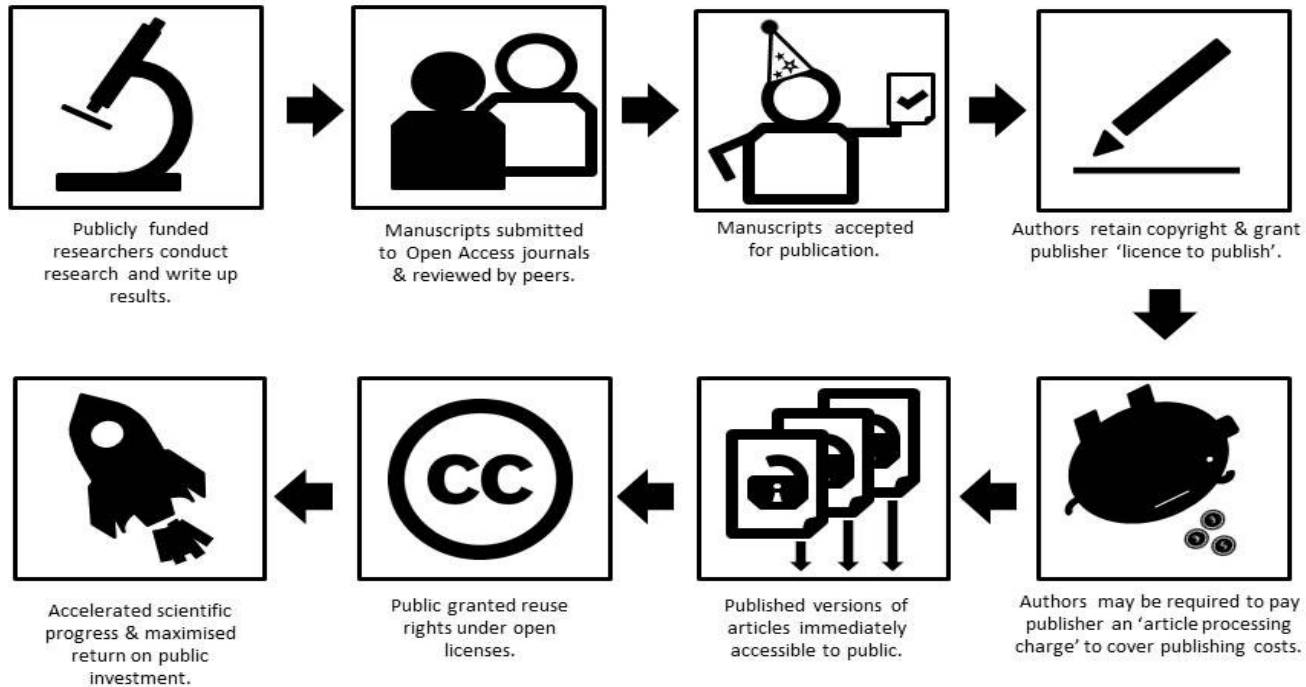 Publicly funded
researchers conduct
research and write up
results.
Manuscripts submitted
to Open Access journals
& reviewed by peers.
Manuscripts accepted
for publication.
Authors retain copyright & grant
publisher ‘licence to publish’.
Authors may be required to pay
publisher an ‘article processing
charge’ to cover publishing costs.
Published versions of
articles immediately
accessible to public.
CC
Public granted reuse
rights under open
licenses.
Accelerated scientific
progress & maximised
return on public
investment.